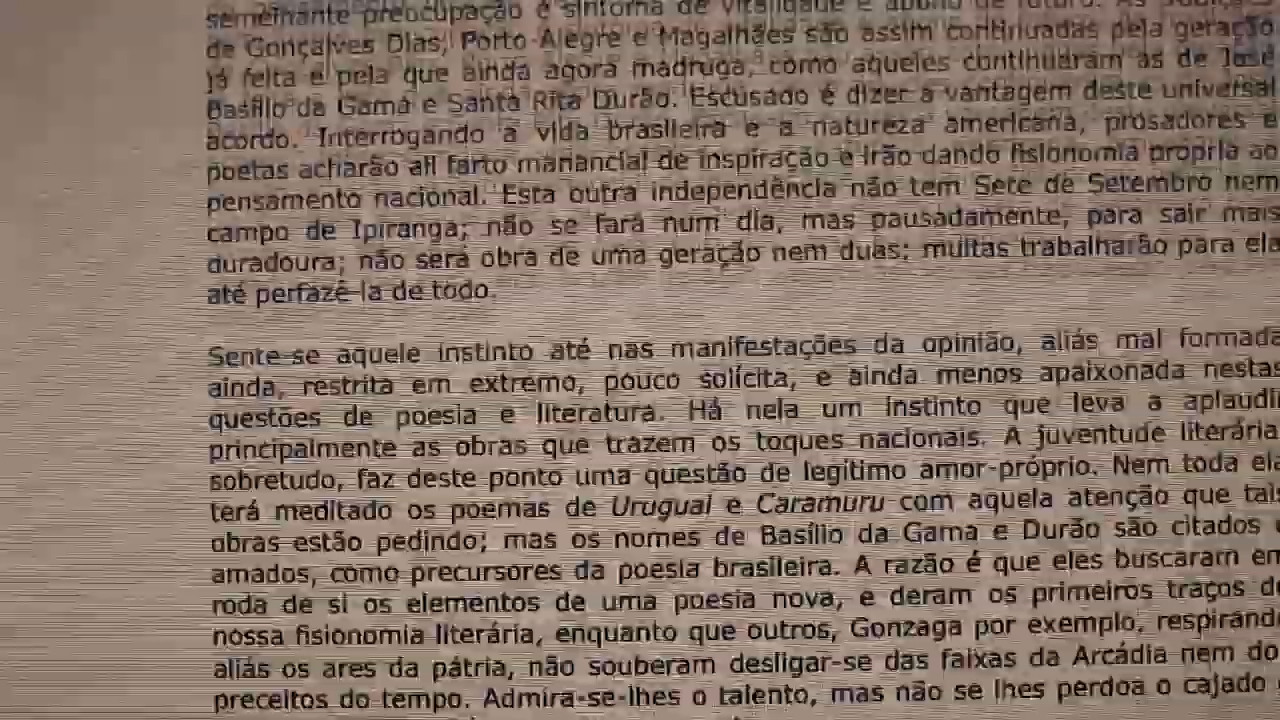 semelhante preocupação é sintoma de vitalidade e abono de futuro. As
de Gonçalves Dias, Porto-Alegre e Magalhães são assim continuadas pela geração
já feita e pela que ainda agora madruga, como aqueles continuaram as de José
Basílio da Gama e Santa Rita Durão. Escusado é dizer a vantagem deste universal
acordo. Interrogando a vida brasileira e a natureza americana, prosadores e
poetas acharão ali farto manancial de inspiração e irão dando fisionomia própria ao
pensamento nacional. Esta outra independência não tem Sete de Setembro nem
campo de Ipiranga; não se fará num dia, mas pausadamente, para sair mais
duradoura; não será obra de uma geração nem duas; muitas trabalharão para ela
até perfazê-la de todo.
Sente-se aquele instinto até nas manifestações da opinião, aliás mal formada
ainda, restrita em extremo, pouco solícita, e ainda menos apaixonada nestas
questões de poesia e literatura. Há nela um instinto que leva a aplaudir
principalmente as obras que trazem os toques nacionais. A juventude literária,
sobretudo, faz deste ponto uma questão de legítimo amor-próprio. Nem toda ela
terá meditado os poemas de Uruguai e Caramuru com aquela atenção que tais
obras estão pedindo; mas os nomes de Basílio da Gama e Durão são citados
amados, como precursores da poesia brasileira. A razão é que eles buscaram em
roda de si os elementos de uma poesia nova, e deram os primeiros traços de
nossa fisionomia literária, enquanto que outros, Gonzaga por exemplo, respirando
aliás os ares da pátria, não souberam desligar-se das faixas da Arcádia nem dos
preceitos do tempo. Admira-se-lhes o talento, mas não se lhes perdoa o cajado